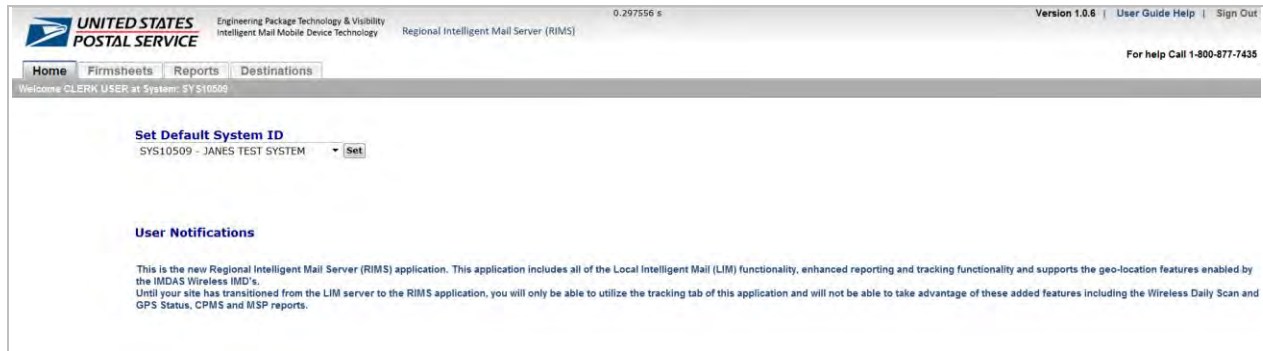 0.297556 s
Version 1.0.6 | User Guide Help | Sign Out
UNITED STATES
POSTAL SERVICE
Engineering Package Technology & Visibility
Intelligent Mail Mobile Device Technology
Regional Intelligent Mail Server (RIMS)
For help Call 1-800-877-7435
Home Firmsheets Reports Destinations
Welcome CLERK USER at System: SYS10509
Set Default System ID
SYS10509 - JANES TEST SYSTEM Set
User Notifications
This is the new Regional Intelligent Mail Server (RIMS) application. This application includes all of the Local Intelligent Mail (LIM) functionality, enhanced reporting and tracking functionality and supports the geo-location features enabled by
the IMDAS Wireless IMD's.
Until your site has transitioned from the LIM server to the RIMS application, you will only be able to utilize the tracking tab of this application and will not be able to take advantage of these added features including the Wireless Daily Scan and
GPS Status, CPMS and MSP reports.